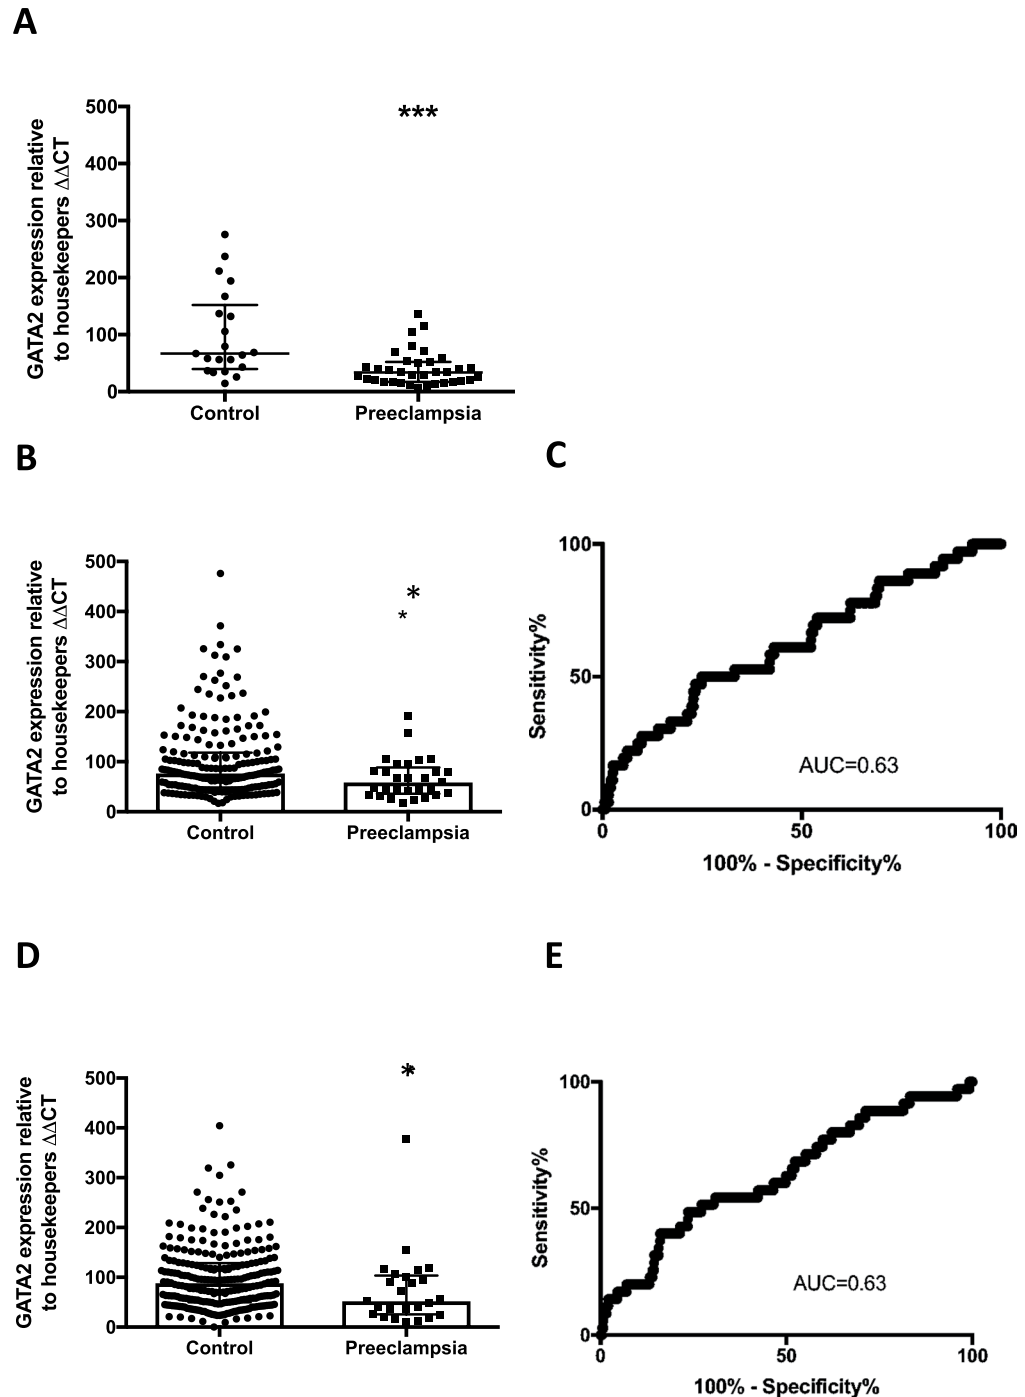 A
GATA2 expression relative
to housekeepers ΔΔCT
500
400
300
200
100
0
***
Control
Preeclampsia
B
GATA2 expression relative
to housekeepers ΔΔCT
500
400
300
200
100
0
*
*
Control
Preeclampsia
C
Sensitivity%
100
50
0
AUC=0.63
0
50
100
100% - Specificity%
D
GATA2 expression relative
to housekeepers ΔΔCT
500
400
300
200
100
0
*
Control
Preeclampsia
E
Sensitivity%
100
50
0
AUC=0.63
0
50
100
100% - Specificity%